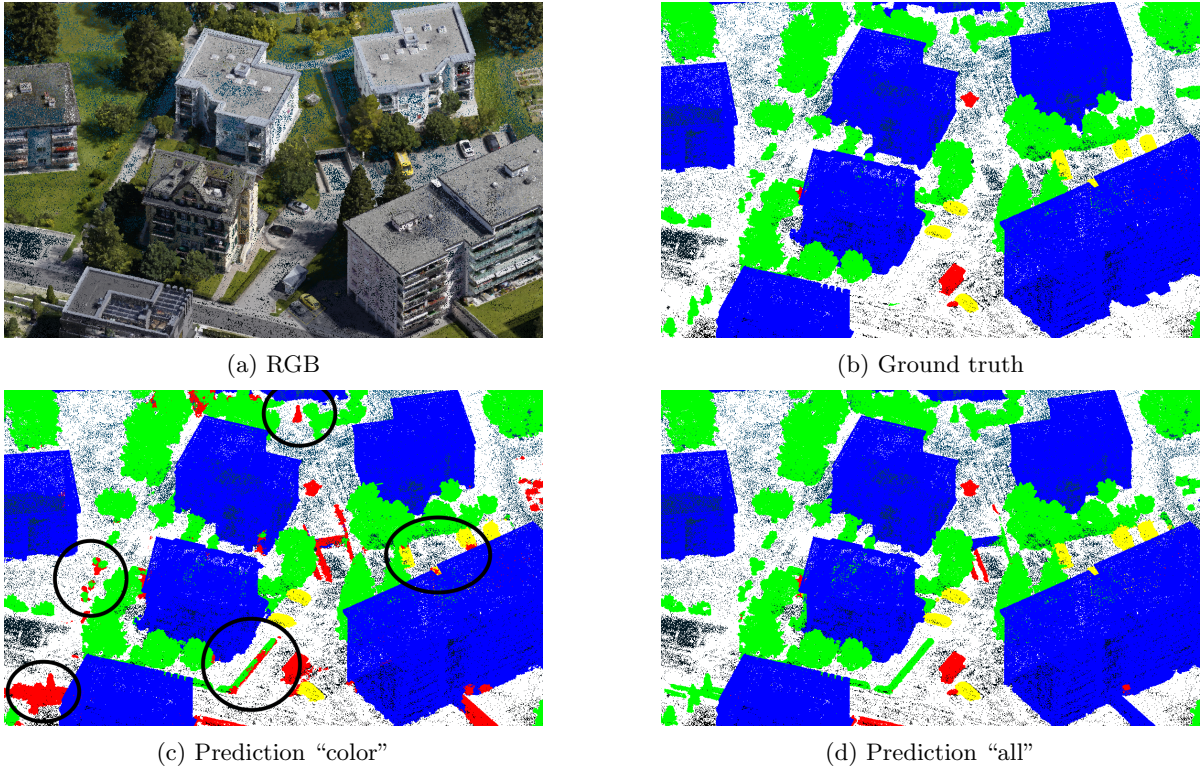 (a) RGB
(b) Ground truth
(c) Prediction “color”
(d) Prediction “all”